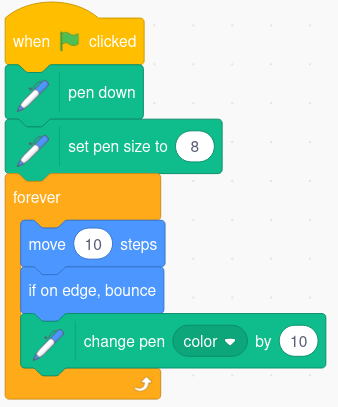 when clicked
pen down
set pen size to 8
forever
move 10 steps
if on edge, bounce
change pen color by 10